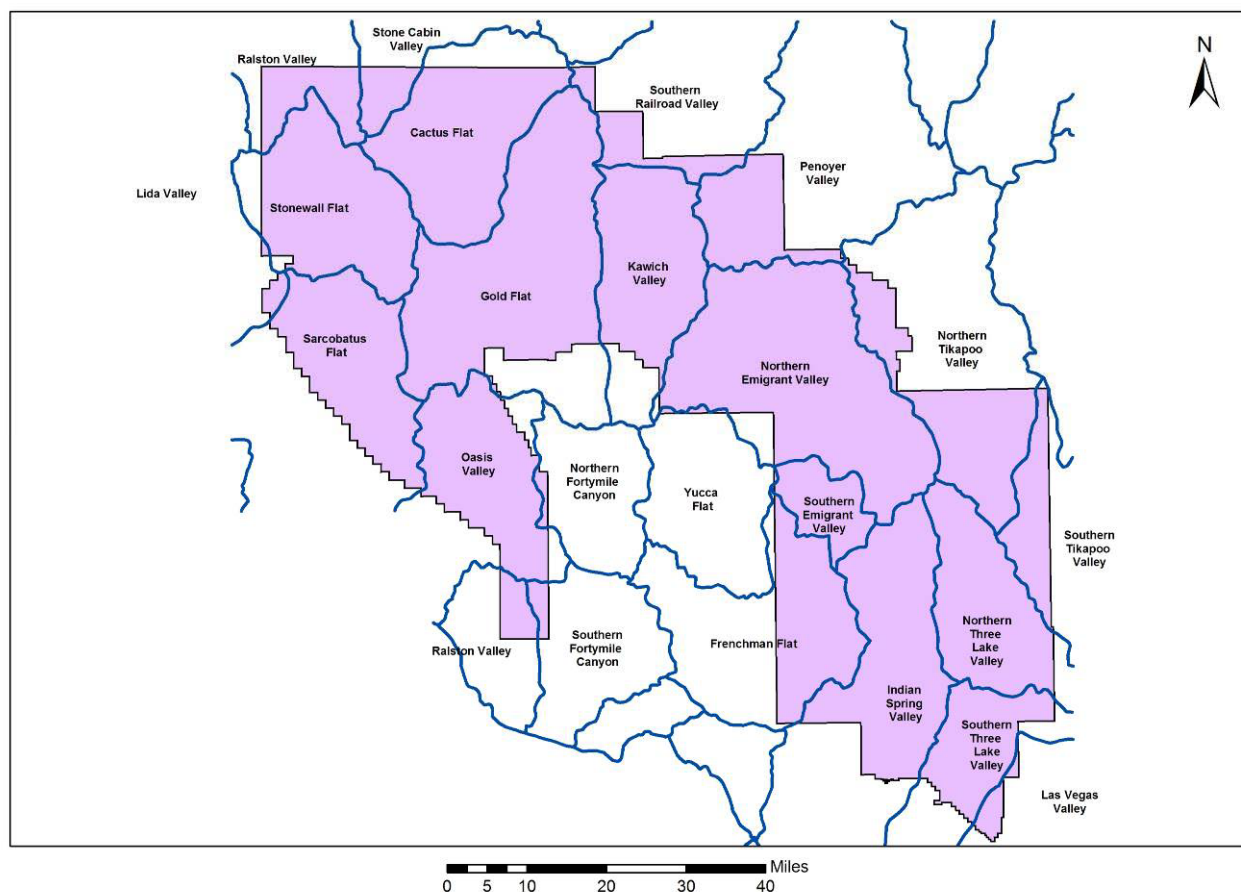 Stone Cabin
Valley
N
Ralston Valley
Southern
Railroad Valley
Cactus Flat
Penoyer
Valley
Lida Valley
Stonewall Flat
Kawich
Valley
Gold Flat
Sarcobatus
Flat
Northern
Tikapoo
Valley
Northern
Emigrant Valley
Oasis
Valley
Northern
Fortymile
Canyon
Yucca
Flat
Southern
Emigrant
Valley
Southern
Tikapoo
Valley
Northern
Three
Lake
Valley
Ralston Valley
Southern
Fortymile
Canyon
Frenchman Flat
Indian
Spring
Valley
Southern
Three
Lake
Valley
Las Vegas
Valley
Miles
0 5 10 20 30 40